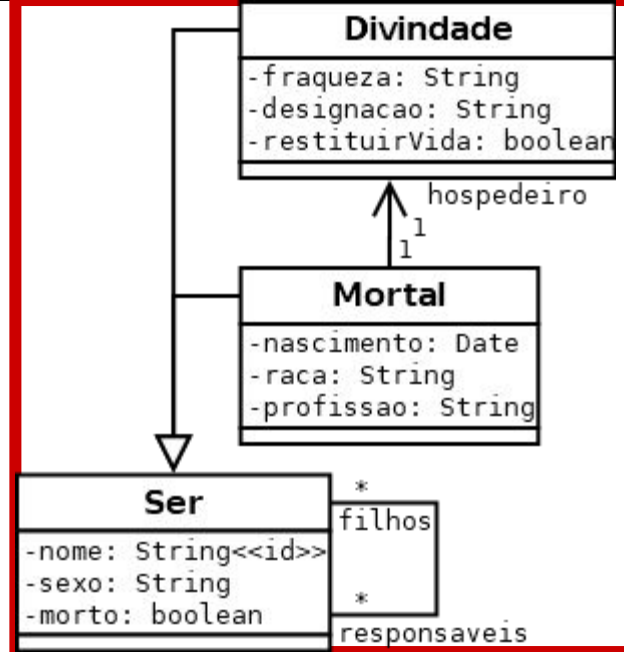 Divindade
-fraqueza: String
-designacao: String
-restituirVida: boolean
hospedeiro
1
1
Mortal
-nascimento: Date
-raca: String
-profissao: String
Ser
-nome: String<<id>>
-sexo: String
-morto: boolean
*
filhos
*
responsaveis